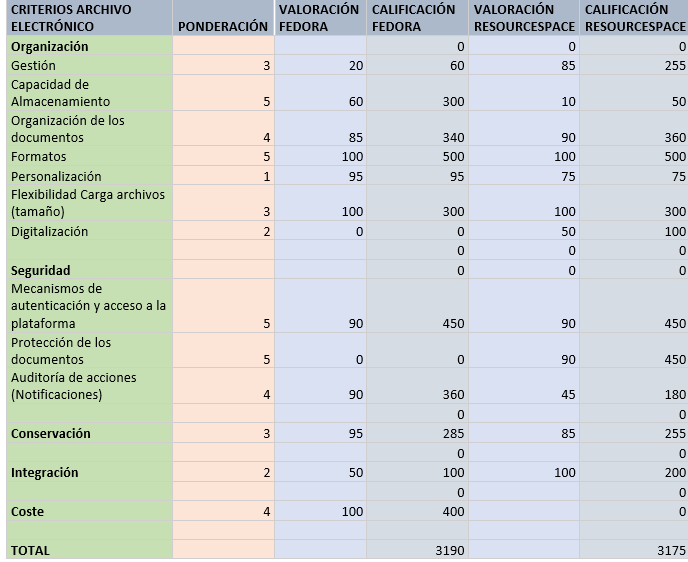 CRITERIOS ARCHIVO ELECTRÓNICO PONDERACIÓN VALORACIÓN FEDORA CALIFICACIÓN FEDORA VALORACIÓN RESOURCESPACE CALIFICACIÓN RESOURCESPACE
Organización 0 0 0
Gestión 3 20 60 85 255
Capacidad de
Almacenamiento 5 60 300 10 50
Organización de los
documentos 4 85 340 90 360
Formatos 5 100 500 100 500
Personalización 1 95 95 75 75
Flexibilidad Carga archivos
(tamaño) 3 100 300 100 300
Digitalización 2 0 0 50 100
0 0 0
Seguridad 0 0 0
Mecanismos de
autenticación y acceso a la
plataforma 5 90 450 90 450
Protección de los
documentos 5 0 0 90 450
Auditoría de acciones
(Notificaciones) 4 90 360 45 180
0 0
Conservación 3 95 285 85 255
0 0
Integración 2 50 100 100 200
0 0
Coste 4 100 400 0
TOTAL 3190 3175